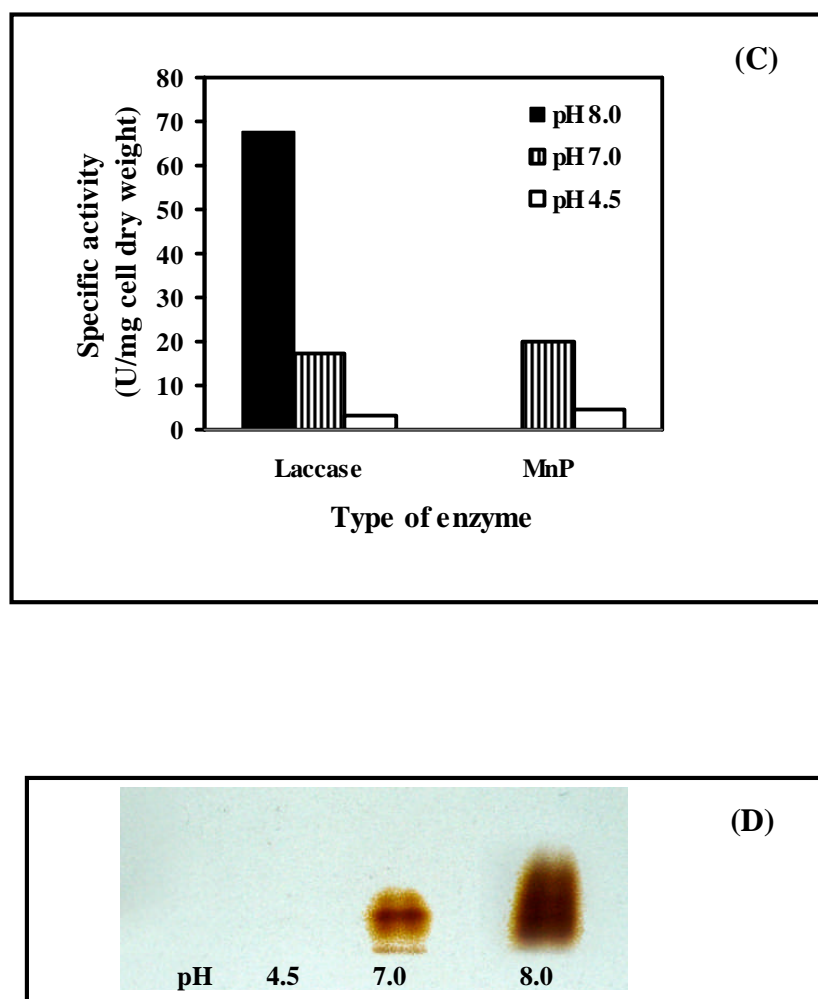 (C)
80
70
60
50
40
30
20
10
0
Specific activity
(U/mg cell dry weight)
pH 8.0
pH 7.0
pH 4.5
Laccase MnP
Type of enzyme
(D)
pH 4.5 7.0 8.0